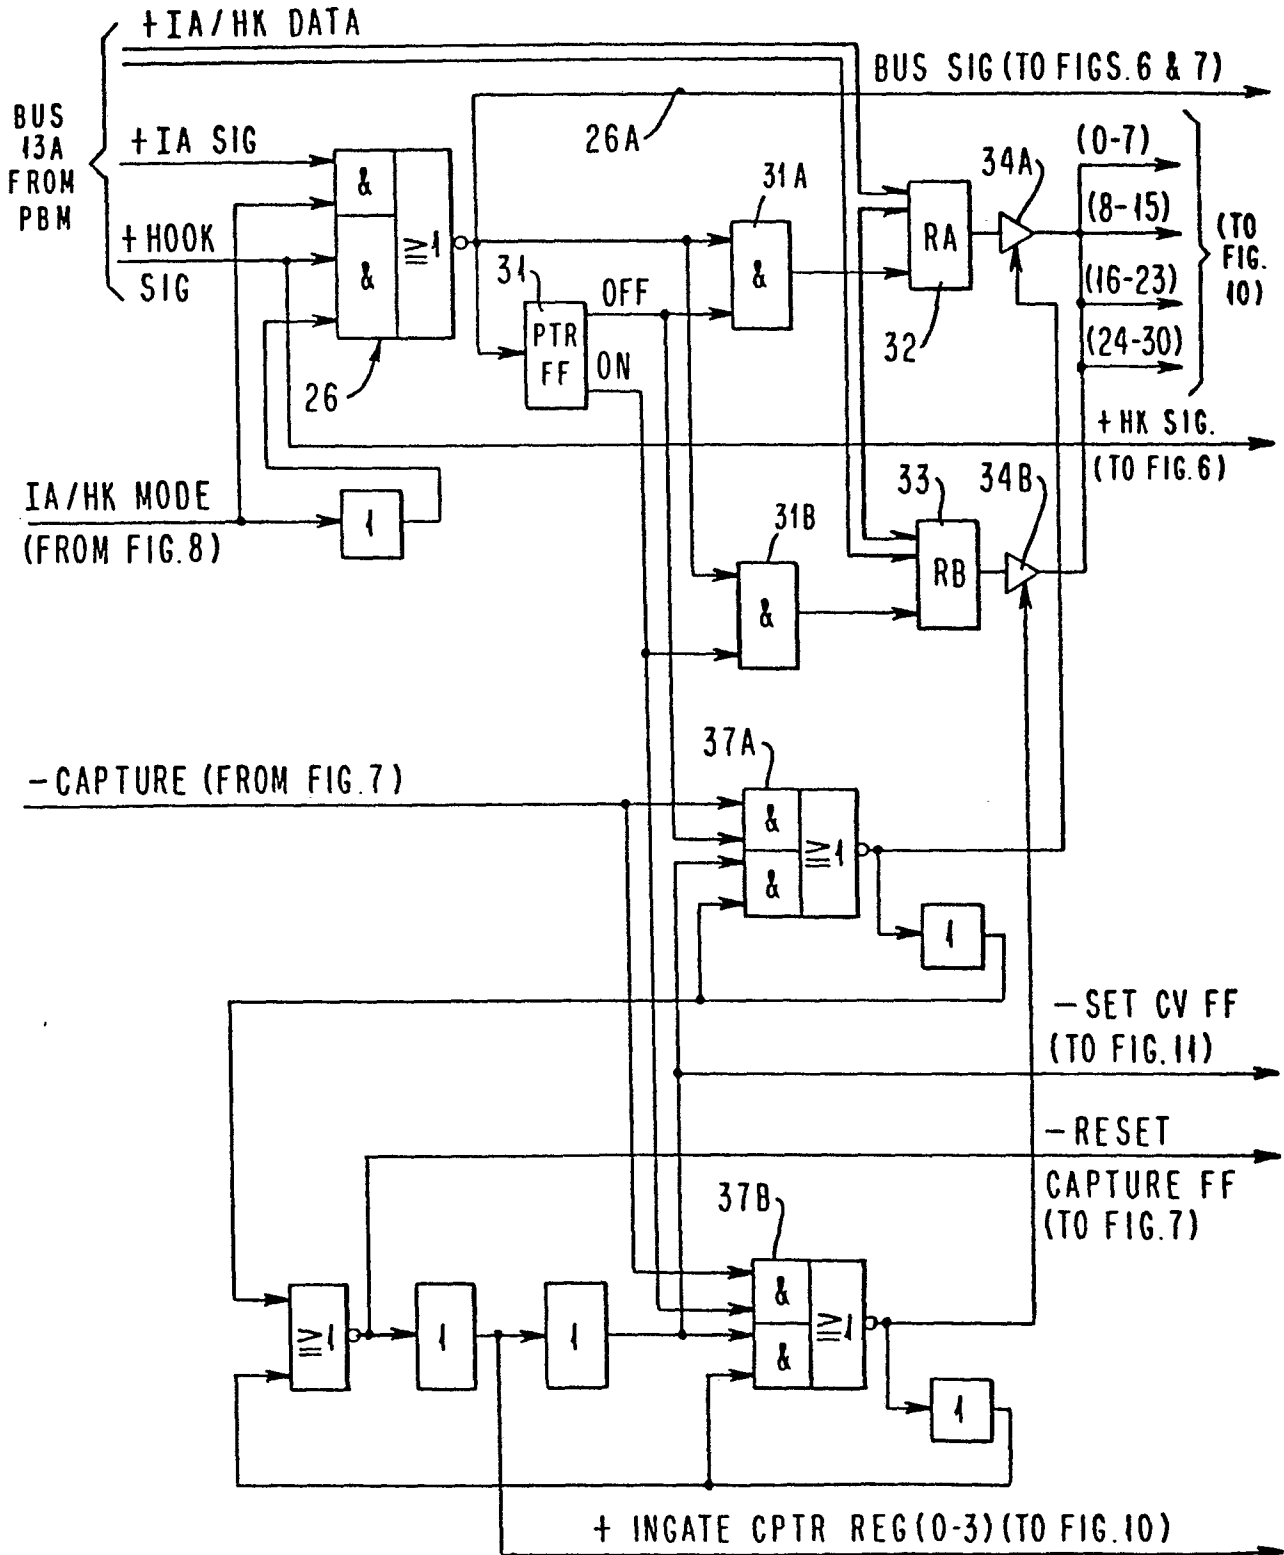 +IA/HK DATA
BUS SIG (TO FIGS. 6 & 7)
BUS
13A
FROM
PBM
+IA SIG
26A
+HOOK
SIG
&
&
≥1
26
31
PTR
FF
OFF
ON
31A
&
RA
32
34A
(0-7)
(8-15)
(16-23)
(24-30)
(TO
FIG.
10)
+HK SIG.
(TO FIG.6)
IA/HK MODE
(FROM FIG.8)
1
31B
&
33
RB
34B
-CAPTURE (FROM FIG.7)
37A
&
&
≥1
1
-SET CV FF
(TO FIG.11)
-RESET
CAPTURE FF
(TO FIG.7)
37B
&
&
≥1
≥1
1
1
1
+ INGATE CPTR REG(0-3)(TO FIG.10)